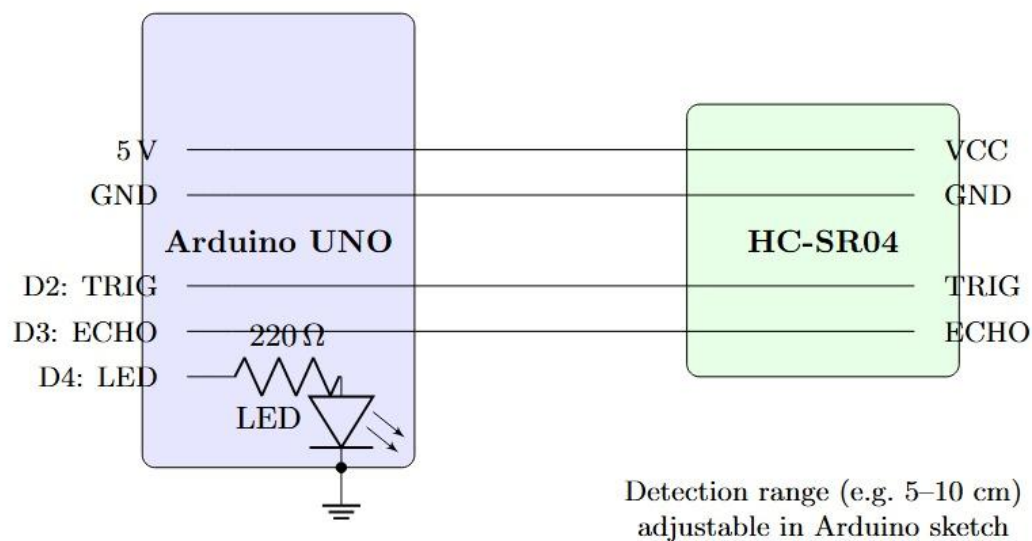 5 V
VCC
GND
GND
Arduino UNO
HC-SR04
D2: TRIG
TRIG
D3: ECHO
ECHO
220 Ω
D4: LED
LED
Detection range (e.g. 5–10 cm)
adjustable in Arduino sketch